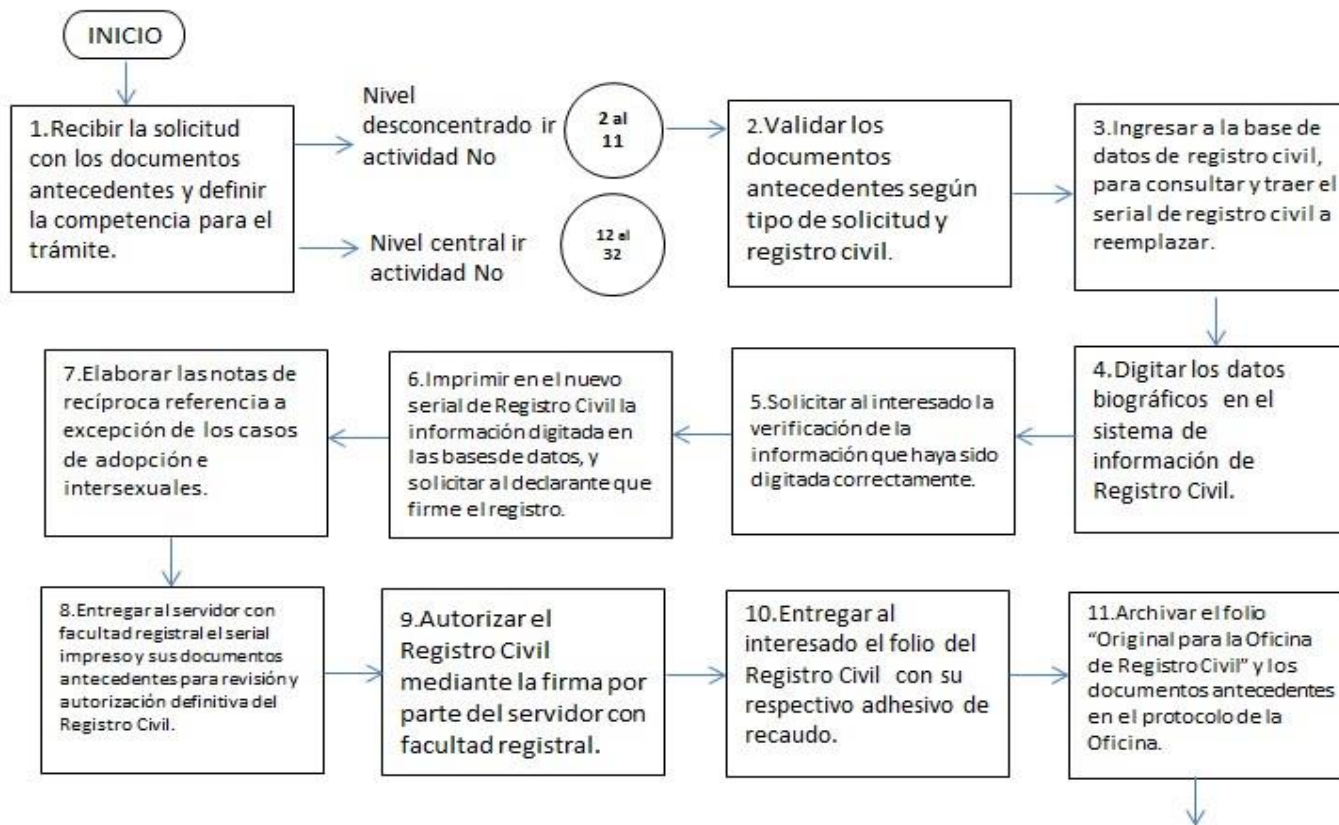 INICIO
1.Recibir la solicitud
con los documentos
antecedentes y definir
la competencia para el
trámite.
Nivel
desconcentrado ir
actividad No
2 al
11
Nivel central ir
actividad No
12 al
32
2.Validar los
documentos
antecedentes según
tipo de solicitud y
registro civil.
3.Ingresar a la base de
datos de registro civil,
para consultar y traer el
serial de registro civil a
reemplazar.
4.Digitar los datos
biográficos en el
sistema de
información de
Registro Civil.
5.Solicitar al interesado la
verificación de la
información que haya sido
digitada correctamente.
6.Imprimir en el nuevo
serial de Registro Civil la
información digitada en
las bases de datos, y
solicitar al declarante que
firme el registro.
7.Elaborar las notas de
recíproca referencia a
excepción de los casos
de adopción e
intersexuales.
8.Entregar al servidor con
facultad registral el serial
impreso y sus documentos
antecedentes para revisión y
autorización definitiva del
Registro Civil.
9.Autorizar el
Registro Civil
mediante la firma por
parte del servidor con
facultad registral.
10.Entregar al
interesado el folio del
Registro Civil con su
respectivo adhesivo de
recaudo.
11.Archivar el folio
“Original para la Oficina
de Registro Civil” y los
documentos antecedentes
en el protocolo de la
Oficina.